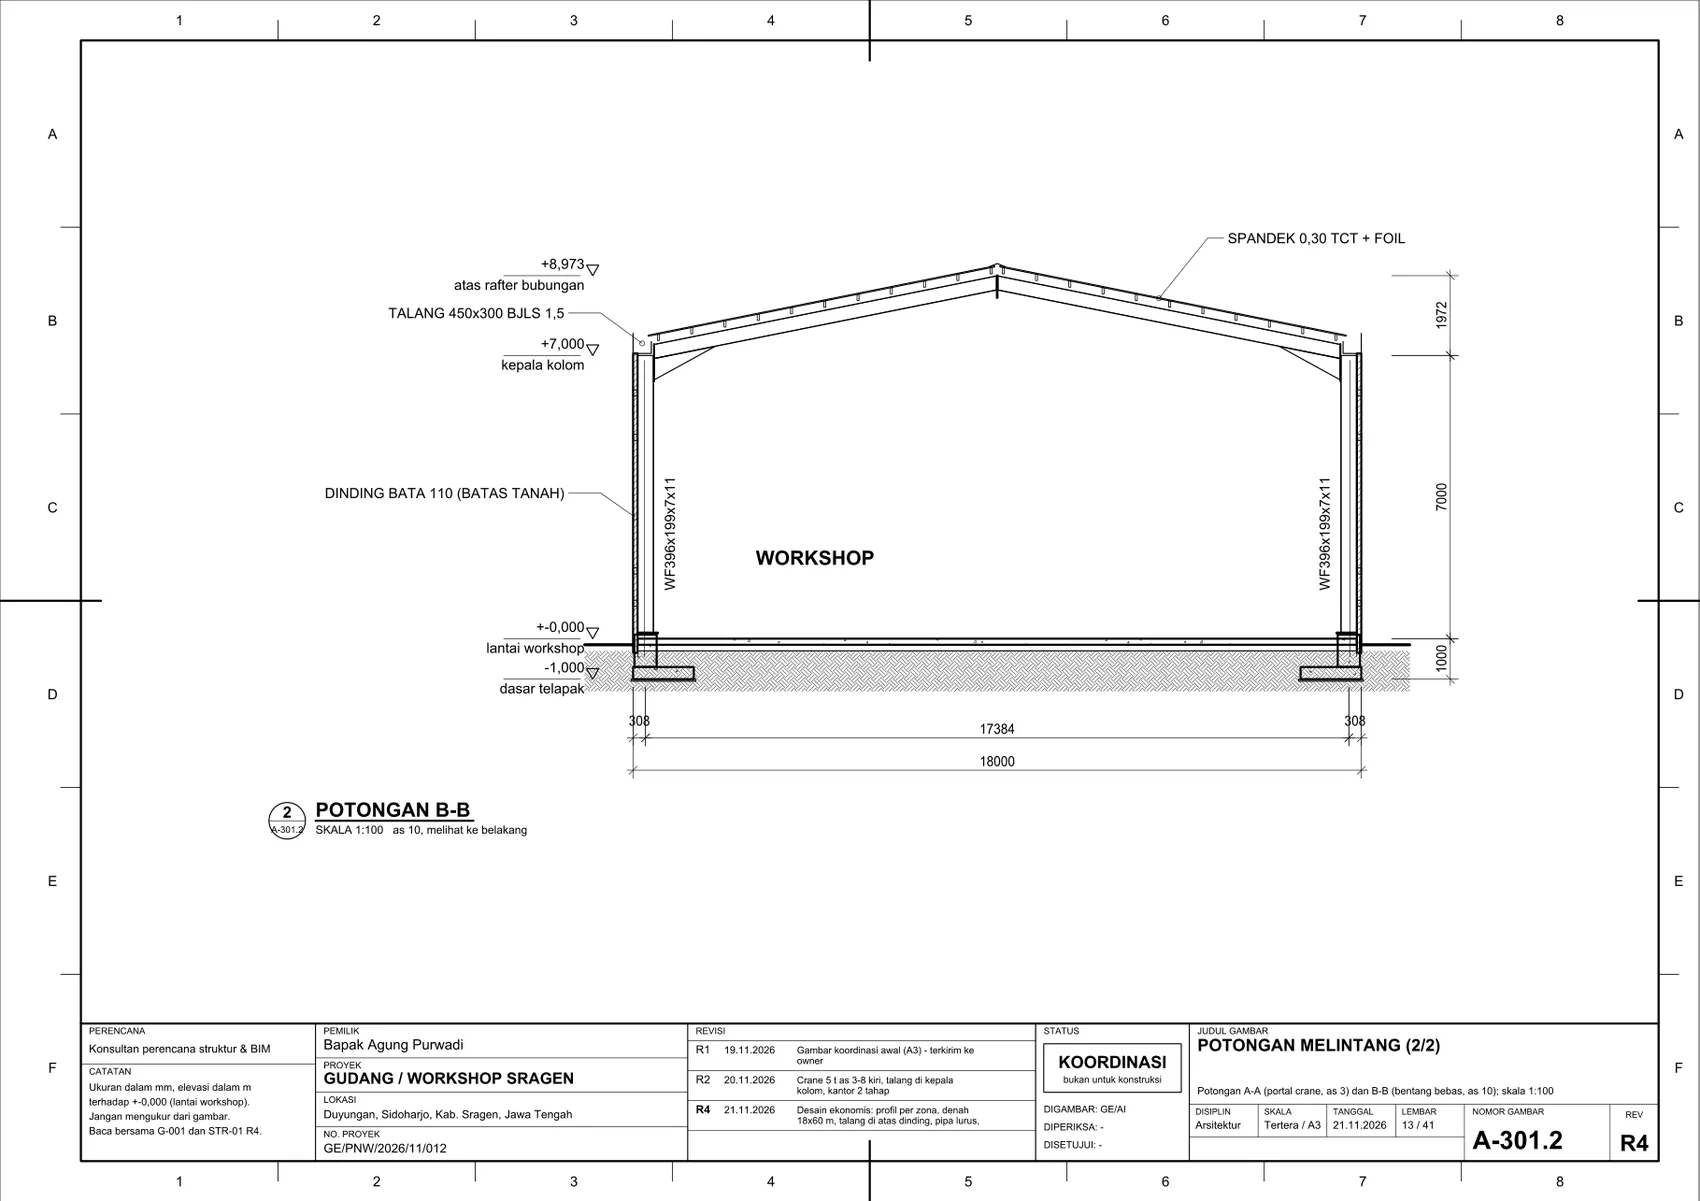 1 2 3 4 5 6 7 8
A A
B B
C C
D D
E E
F F
SPANDEK 0,30 TCT + FOIL
+8,973
atas rafter bubungan
TALANG 450x300 BJLS 1,5
+7,000
kepala kolom
1972
DINDING BATA 110 (BATAS TANAH)
WF396x199x7x11
WF396x199x7x11
7000
WORKSHOP
+-0,000
lantai workshop
-1,000
dasar telapak
1000
308
17384
308
18000
2
A-301.2
POTONGAN B-B
SKALA 1:100 as 10, melihat ke belakang
PERENCANA
Konsultan perencana struktur & BIM
CATATAN
Ukuran dalam mm, elevasi dalam m
terhadap +-0,000 (lantai workshop).
Jangan mengukur dari gambar.
Baca bersama G-001 dan STR-01 R4.
PEMILIK
Bapak Agung Purwadi
PROYEK
GUDANG / WORKSHOP SRAGEN
LOKASI
Duyungan, Sidoharjo, Kab. Sragen, Jawa Tengah
NO. PROYEK
GE/PNW/2026/11/012
REVISI
R1 19.11.2026 Gambar koordinasi awal (A3) - terkirim ke
owner
R2 20.11.2026 Crane 5 t as 3-8 kiri, talang di kepala
kolom, kantor 2 tahap
R4 21.11.2026 Desain ekonomis: profil per zona, denah
18x60 m, talang di atas dinding, pipa lurus,
STATUS
KOORDINASI
bukan untuk konstruksi
DIGAMBAR: GE/AI
DIPERIKSA: -
DISETUJUI: -
JUDUL GAMBAR
POTONGAN MELINTANG (2/2)
Potongan A-A (portal crane, as 3) dan B-B (bentang bebas, as 10); skala 1:100
DISIPLIN
Arsitektur
SKALA
Tertera / A3
TANGGAL
21.11.2026
LEMBAR
13 / 41
NOMOR GAMBAR
A-301.2
REV
R4
1 2 3 4 5 6 7 8